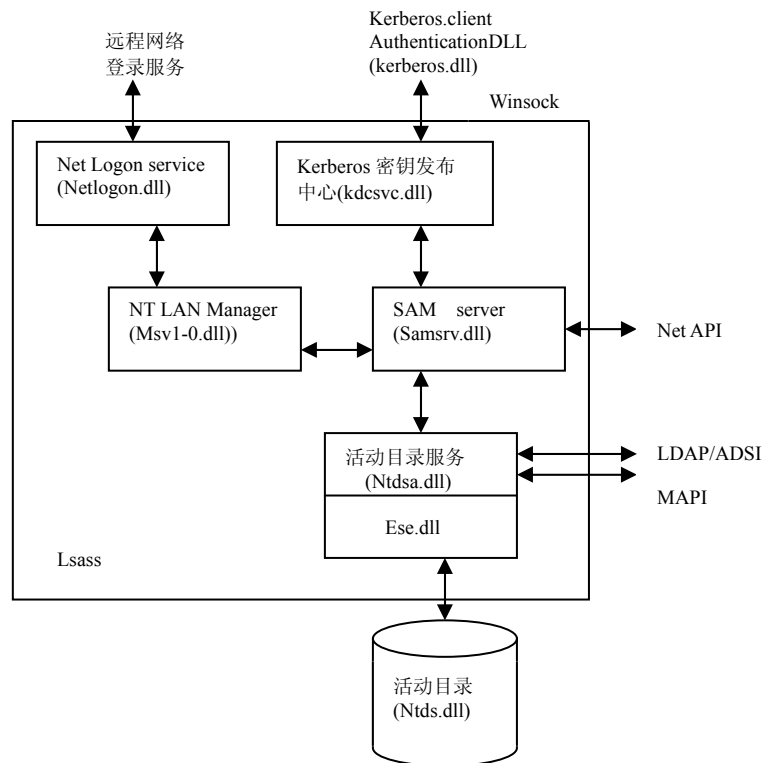 远程网络
登录服务
Kerberos.client
AuthenticationDLL
(kerberos.dll)
Winsock
Net Logon service
(Netlogon.dll)
Kerberos 密钥发布
中心(kdcsvc.dll)
NT LAN Manager
(Msv1-0.dll))
SAM server
(Samsrv.dll)
Net API
活动目录服务
(Ntdsa.dll)
LDAP/ADSI
MAPI
Ese.dll
Lsass
活动目录
(Ntds.dll)